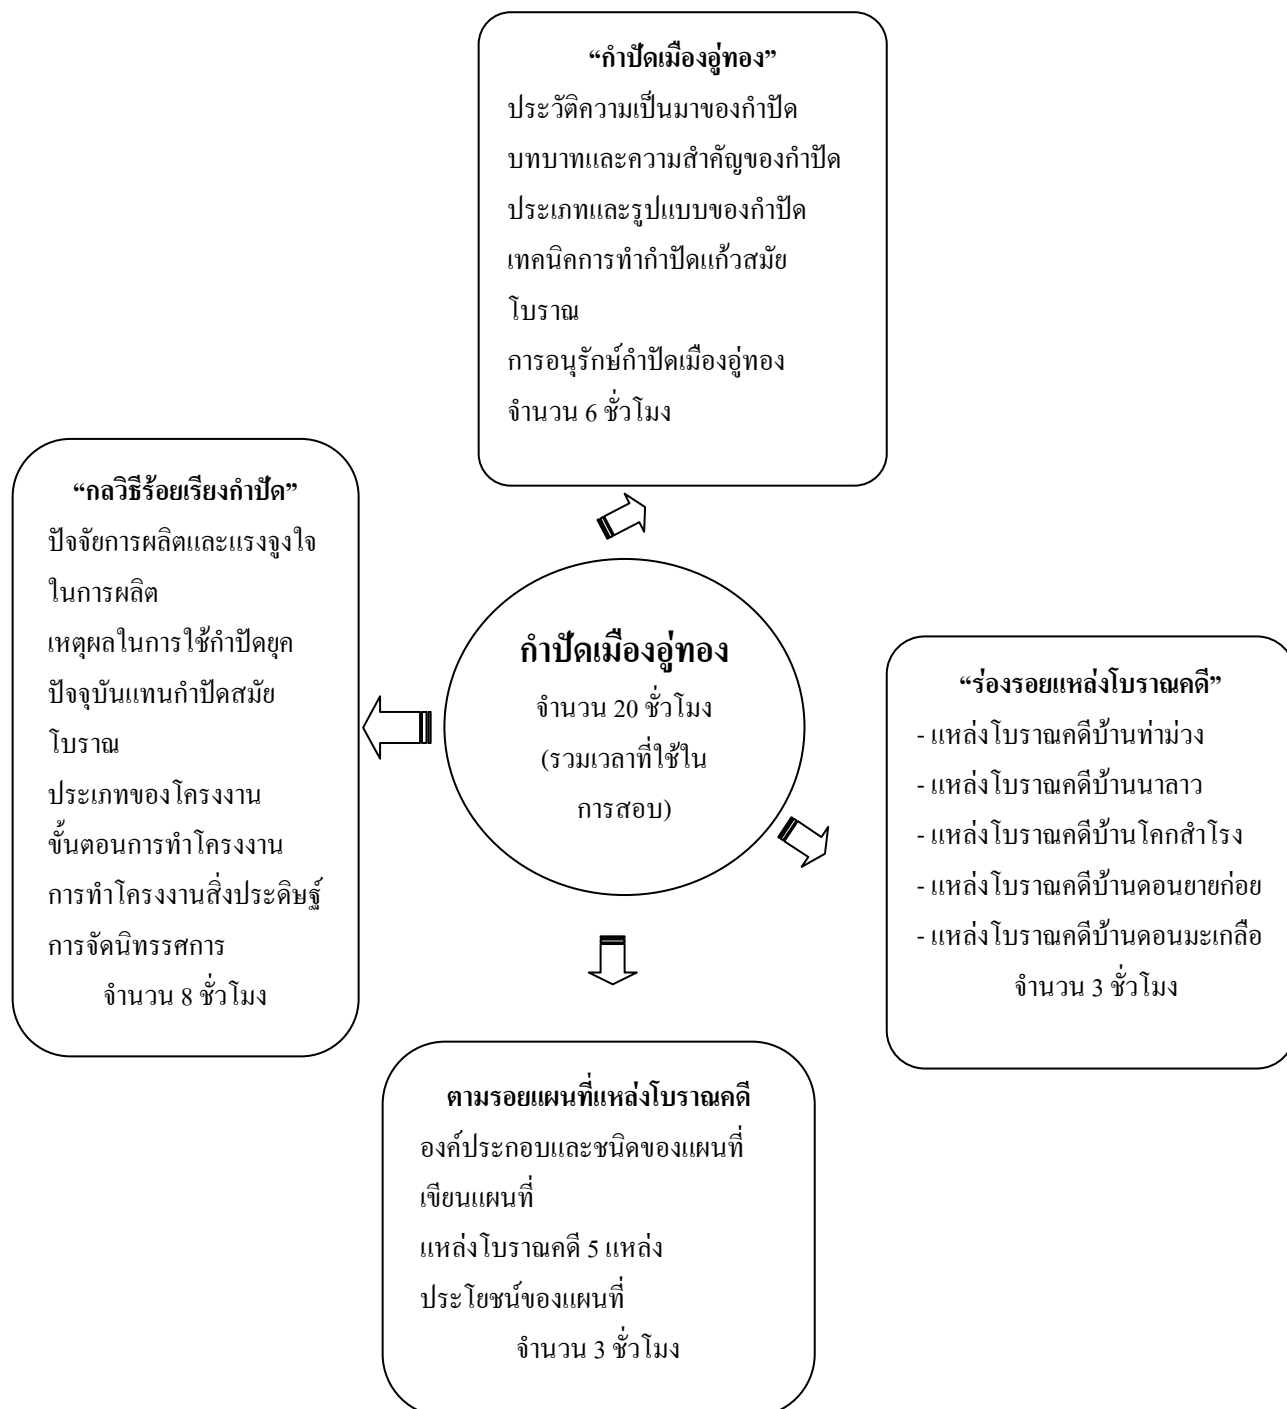 “กำปัดเมืองอู่ทอง”
ประวัติความเป็นมาของกำปัด
บทบาทและความสำคัญของกำปัด
ประเภทและรูปแบบของกำปัด
เทคนิคการทำกำปัดแก้วสมัย
โบราณ
การอนุรักษ์กำปัดเมืองอู่ทอง
จำนวน 6 ชั่วโมง
“กลวิธีร้อยเรียงกำปัด”
ปัจจัยการผลิตและแรงจูงใจ
ในการผลิต
เหตุผลในการใช้กำปัดยุค
ปัจจุบันแทนกำปัดสมัย
โบราณ
ประเภทของโครงงาน
ขั้นตอนการทำโครงงาน
การทำโครงงานสิ่งประดิษฐ์
การจัดนิทรรศการ
จำนวน 8 ชั่วโมง
กำปัดเมืองอู่ทอง
จำนวน 20 ชั่วโมง
(รวมเวลาที่ใช้ใน
การสอบ)
“ร่องรอยแหล่งโบราณคดี”
- แหล่งโบราณคดีบ้านท่าม่วง
- แหล่งโบราณคดีบ้านนาลาว
- แหล่งโบราณคดีบ้านโคกสำโรง
- แหล่งโบราณคดีบ้านดอนยายก่อย
- แหล่งโบราณคดีบ้านดอนมะเกลือ
จำนวน 3 ชั่วโมง
ตามรอยแผนที่แหล่งโบราณคดี
องค์ประกอบและชนิดของแผนที่
เขียนแผนที่
แหล่งโบราณคดี 5 แหล่ง
ประโยชน์ของแผนที่
จำนวน 3 ชั่วโมง